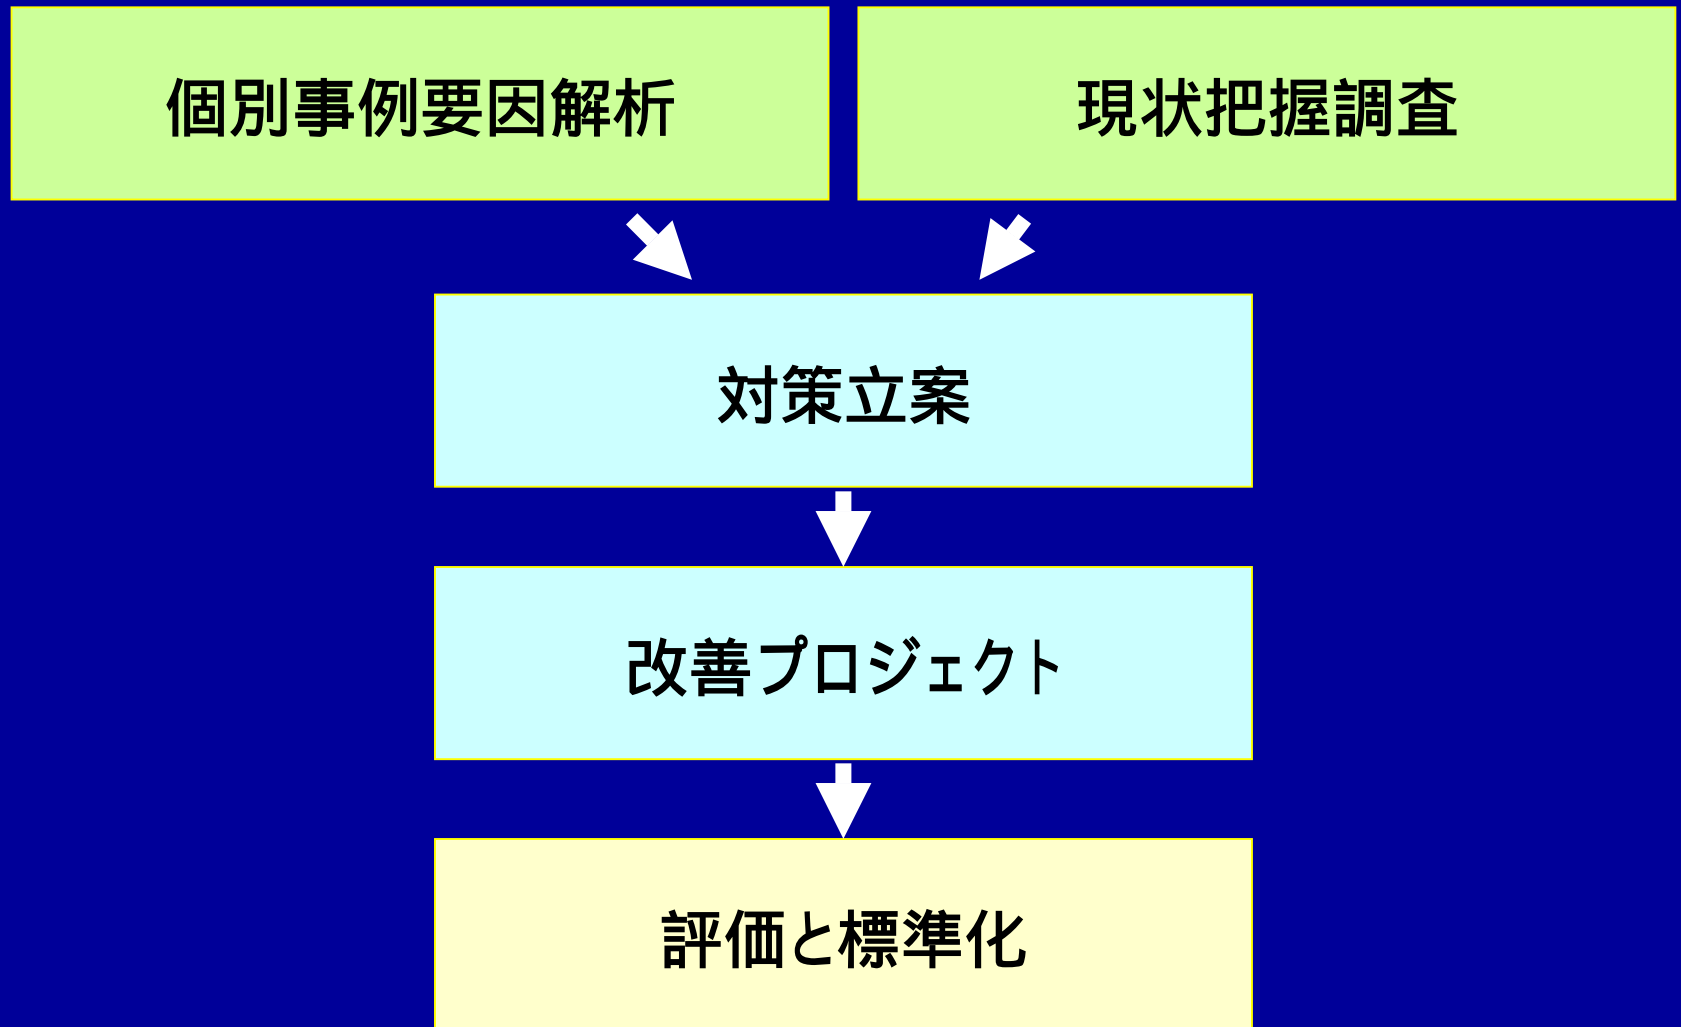 個別事例要因解析
現状把握調査
対策立案
改善プロジェクト
評価と標準化